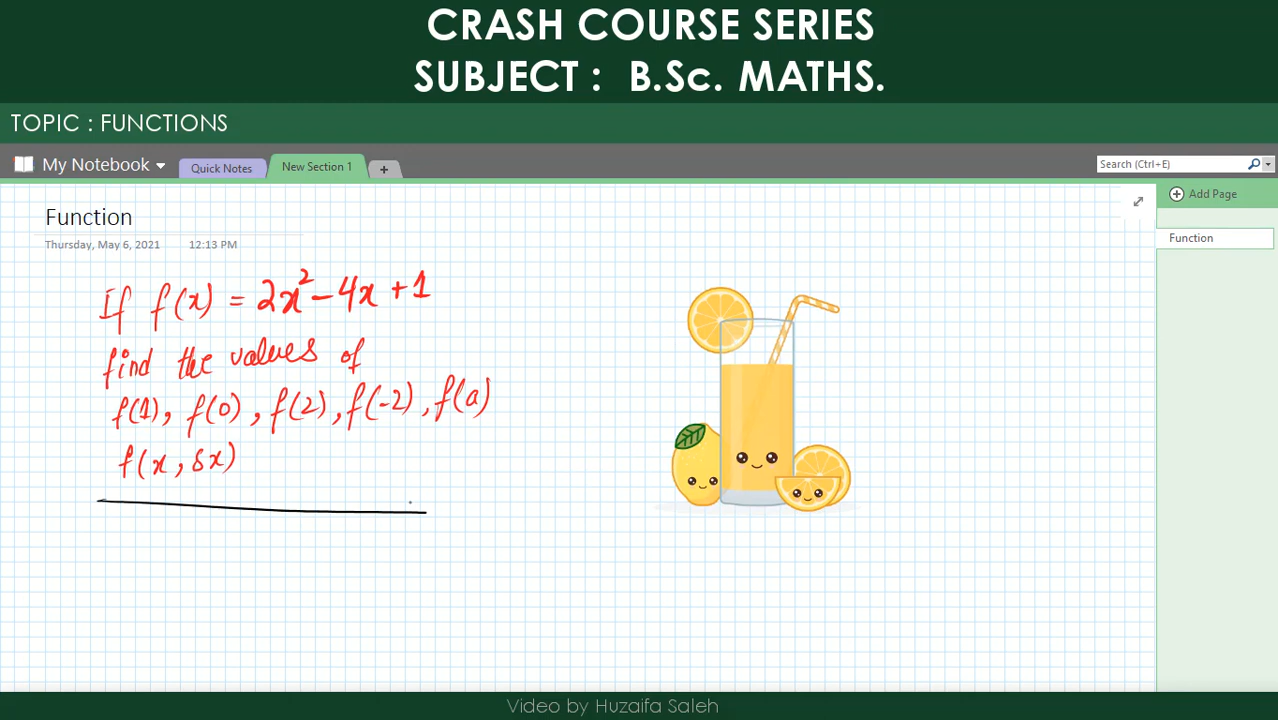 CRASH COURSE SERIES
SUBJECT : B.Sc. MATHS.
TOPIC : FUNCTIONS
My Notebook
Quick Notes
New Section 1
+
Search (Ctrl+E)
Add Page
Function
Function
Thursday, May 6, 2021 12:13 PM
If f(x) = 2x² - 4x + 1
find the values of
f(1), f(0), f(2), f(-2), f(a)
f(x, δx)
Video by Huzaifa Saleh